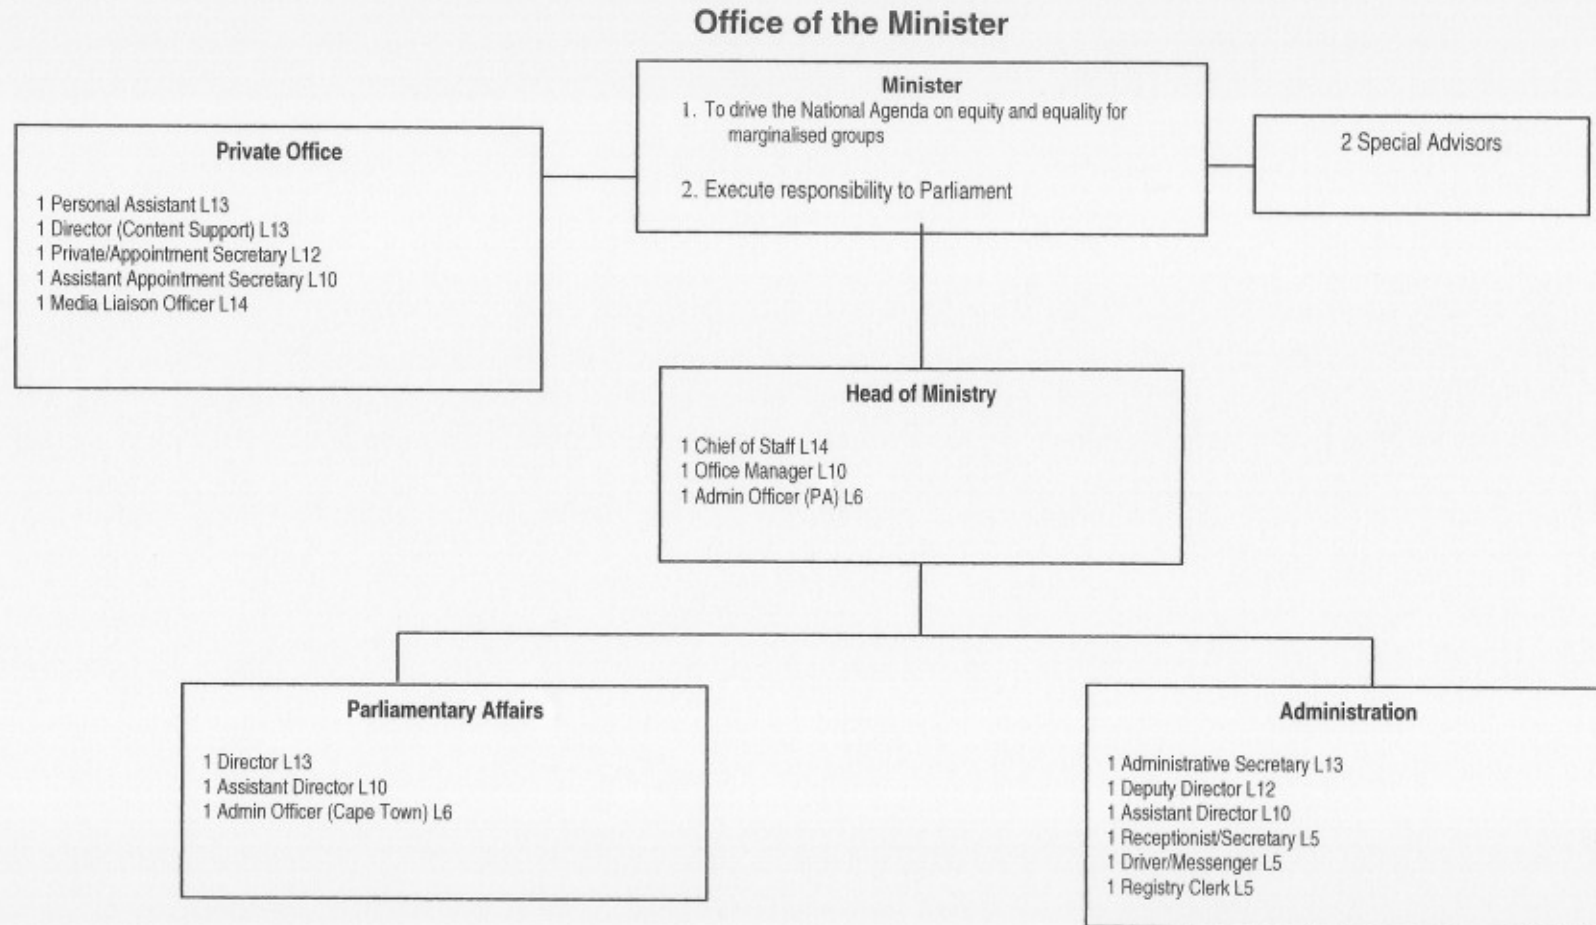 Office of the Minister
Minister
1. To drive the National Agenda on equity and equality for
marginalised groups
2. Execute responsibility to Parliament
Private Office
1 Personal Assistant L13
1 Director (Content Support) L13
1 Private/Appointment Secretary L12
1 Assistant Appointment Secretary L10
1 Media Liaison Officer L14
2 Special Advisors
Head of Ministry
1 Chief of Staff L14
1 Office Manager L10
1 Admin Officer (PA) L6
Parliamentary Affairs
1 Director L13
1 Assistant Director L10
1 Admin Officer (Cape Town) L6
Administration
1 Administrative Secretary L13
1 Deputy Director L12
1 Assistant Director L10
1 Receptionist/Secretary L5
1 Driver/Messenger L5
1 Registry Clerk L5